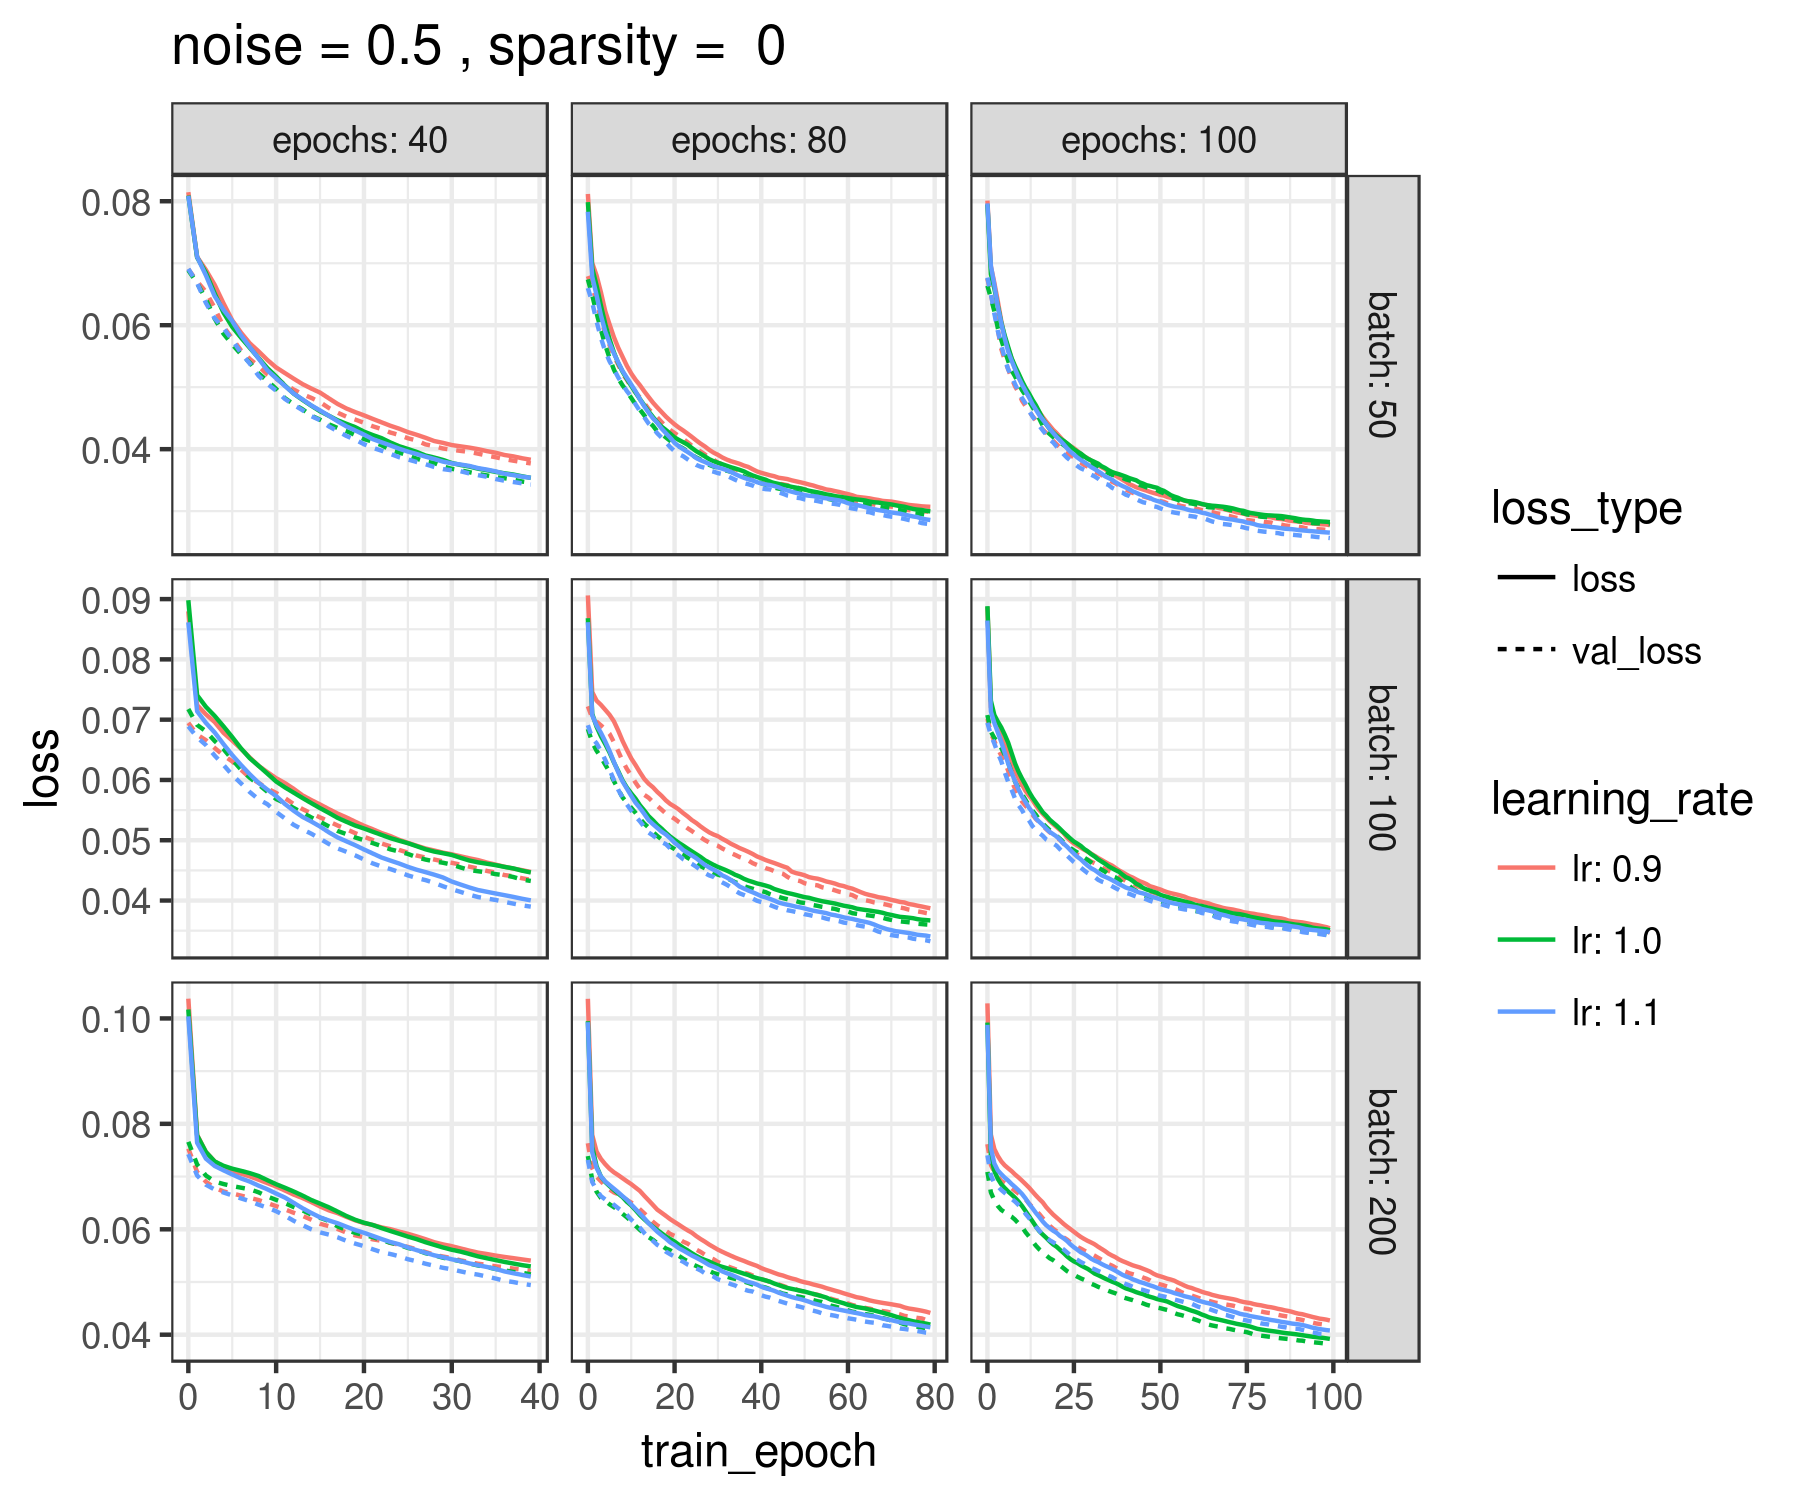 noise = 0.5 , sparsity =  0
epochs: 40
epochs: 80
epochs: 100
0.08
0.06
0.04
batch: 50
0.09
0.08
0.07
0.06
0.05
0.04
batch: 100
0.10
0.08
0.06
0.04
batch: 200
0 10 20 30 40
0 20 40 60 80
0 25 50 75 100
train_epoch
loss
loss_type
loss
val_loss
learning_rate
lr: 0.9
lr: 1.0
lr: 1.1